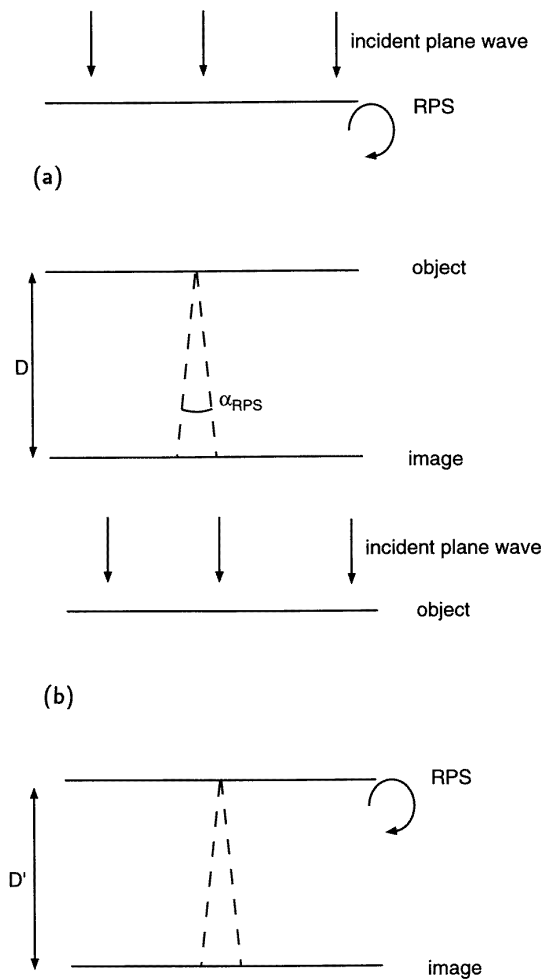 incident plane wave
RPS
(a)
object
D
αRPS
image
incident plane wave
object
(b)
RPS
D'
image